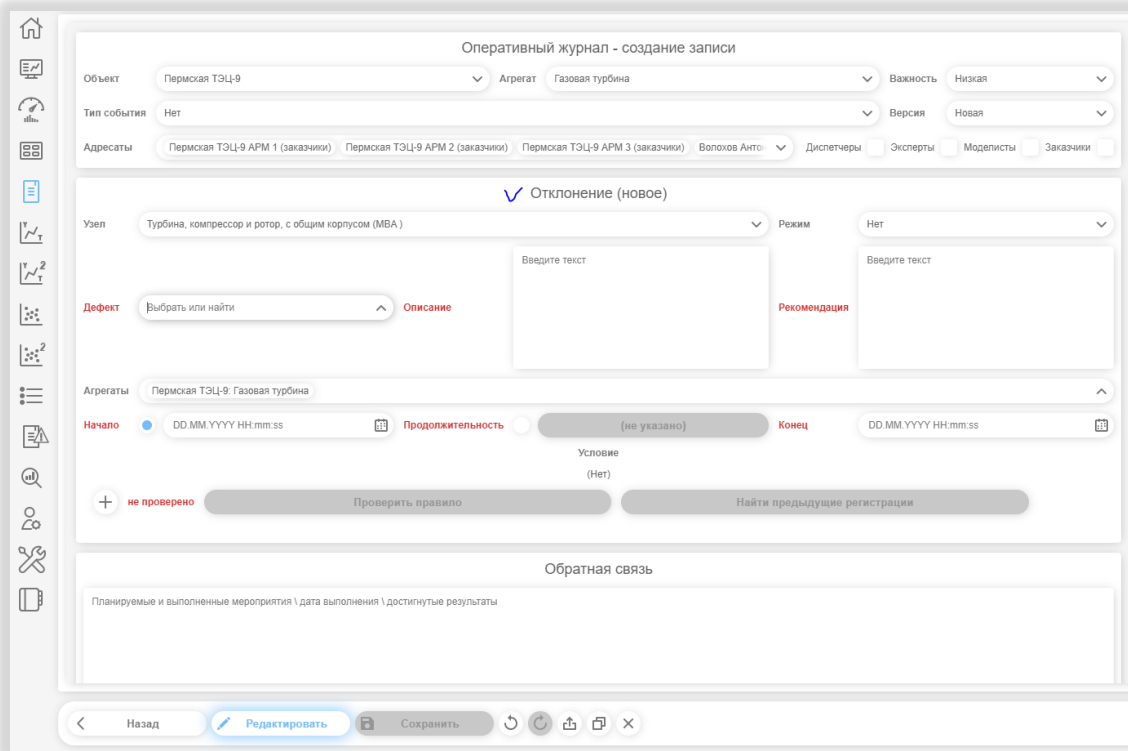 Оперативный журнал - создание записи
Объект Пермская ТЭЦ-9 Агрегат Газовая турбина Важность Низкая
Тип события Нет Версия Новая
Адресаты Пермская ТЭЦ-9 АРМ 1 (заказчики) Пермская ТЭЦ-9 АРМ 2 (заказчики) Пермская ТЭЦ-9 АРМ 3 (заказчики) Волохов Диспетчеры Эксперты Моделисты Заказчики
Отклонение (новое)
Узел Турбина, компрессор и ротор, с общим корпусом (MBA ) Режим Нет
Введите текст Введите текст
Дефект Выбрать или найти Описание Рекомендация
Агрегаты Пермская ТЭЦ-9: Газовая турбина
Начало DD.MM.YYYY HH:mm:ss Продолжительность (не указано) Конец DD.MM.YYYY HH:mm:ss
Условие
(Нет)
не проверено Проверить правило Найти предыдущие регистрации
Обратная связь
Планируемые и выполненные мероприятия \ дата выполнения \ достигнутые результаты
Назад Редактировать Сохранить